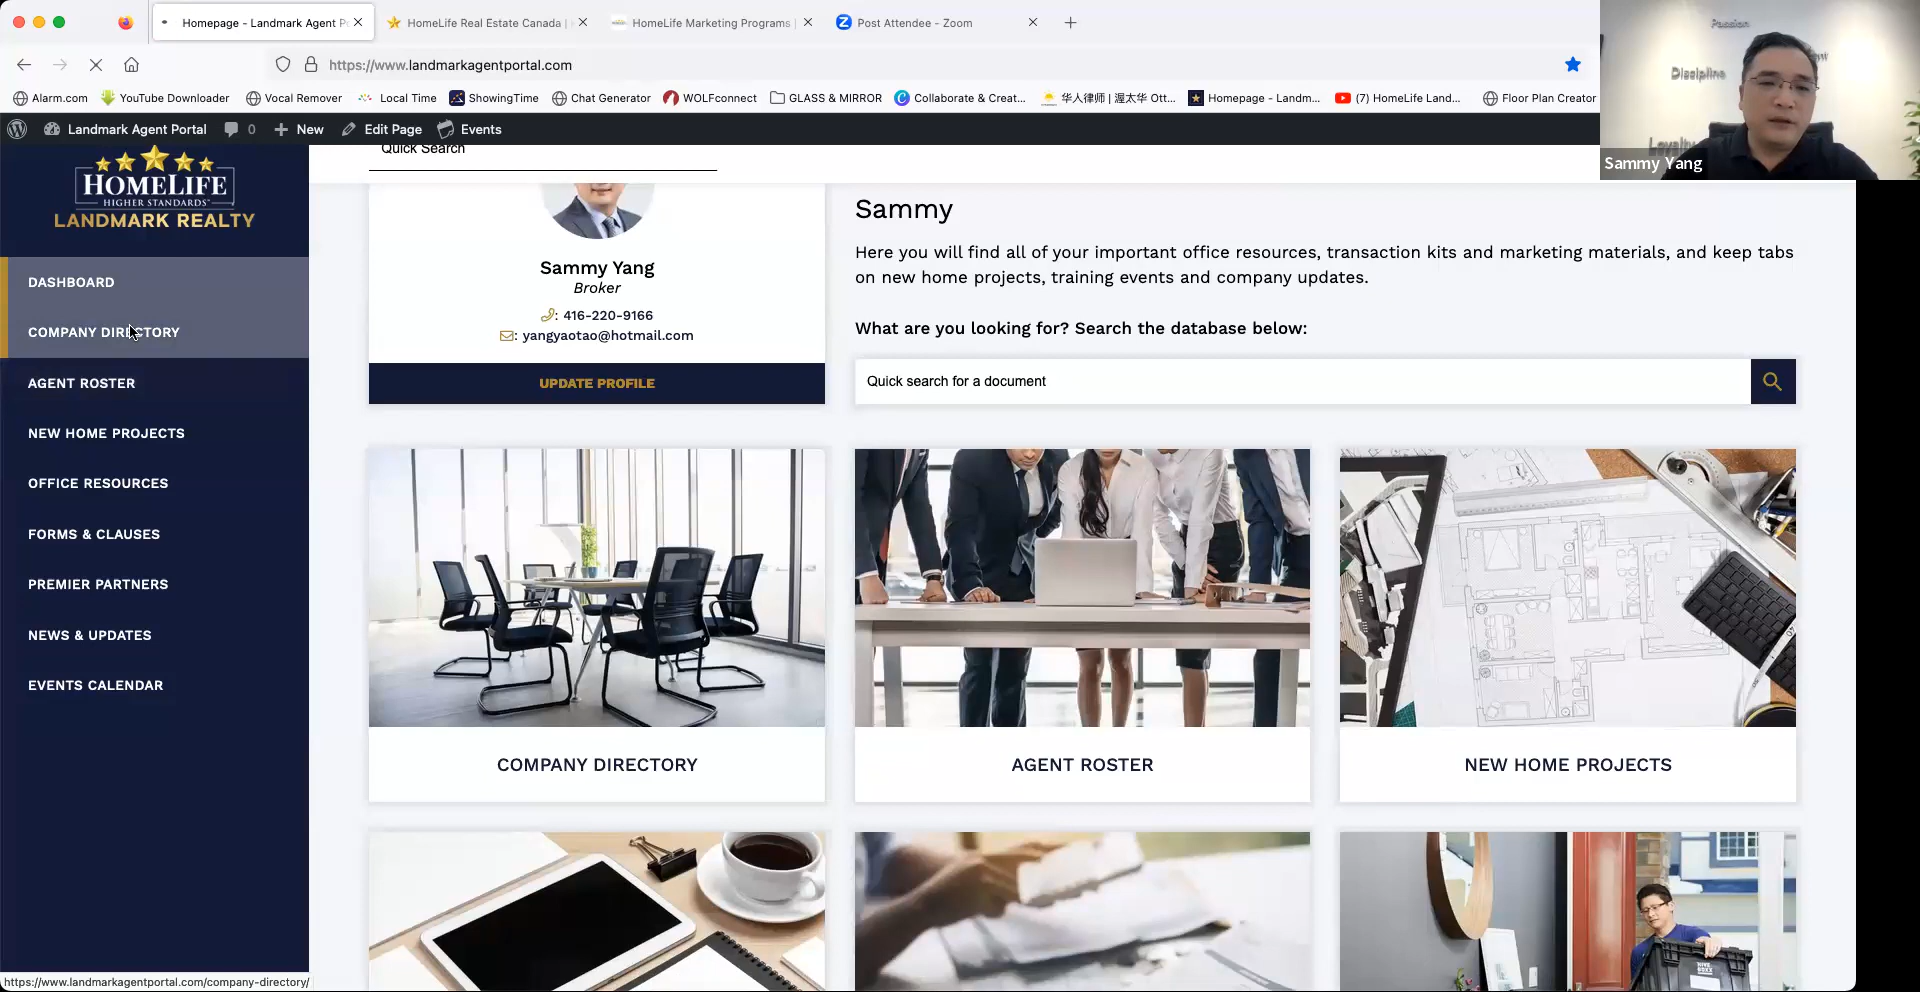 Homepage - Landmark Agent Po
HomeLife Real Estate Canada |
HomeLife Marketing Programs |
Post Attendee - Zoom
https://www.landmarkagentportal.com
Alarm.com
YouTube Downloader
Vocal Remover
Local Time
ShowingTime
Chat Generator
WOLFconnect
GLASS & MIRROR
Collaborate & Creat...
华人律师 | 渥太华 Ott...
Homepage - Landm...
(7) HomeLife Land...
Floor Plan Creator
Landmark Agent Portal
0
New
Edit Page
Events
Passion
Discipline
Loyalty
Sammy Yang
HOMELIFE
HIGHER STANDARDS
LANDMARK REALTY
DASHBOARD
COMPANY DIRECTORY
AGENT ROSTER
NEW HOME PROJECTS
OFFICE RESOURCES
FORMS & CLAUSES
PREMIER PARTNERS
NEWS & UPDATES
EVENTS CALENDAR
Quick Search
Sammy Yang
Broker
: 416-220-9166
: yangyaotao@hotmail.com
UPDATE PROFILE
Sammy
Here you will find all of your important office resources, transaction kits and marketing materials, and keep tabs
on new home projects, training events and company updates.
What are you looking for? Search the database below:
Quick search for a document
COMPANY DIRECTORY
AGENT ROSTER
NEW HOME PROJECTS
https://www.landmarkagentportal.com/company-directory/